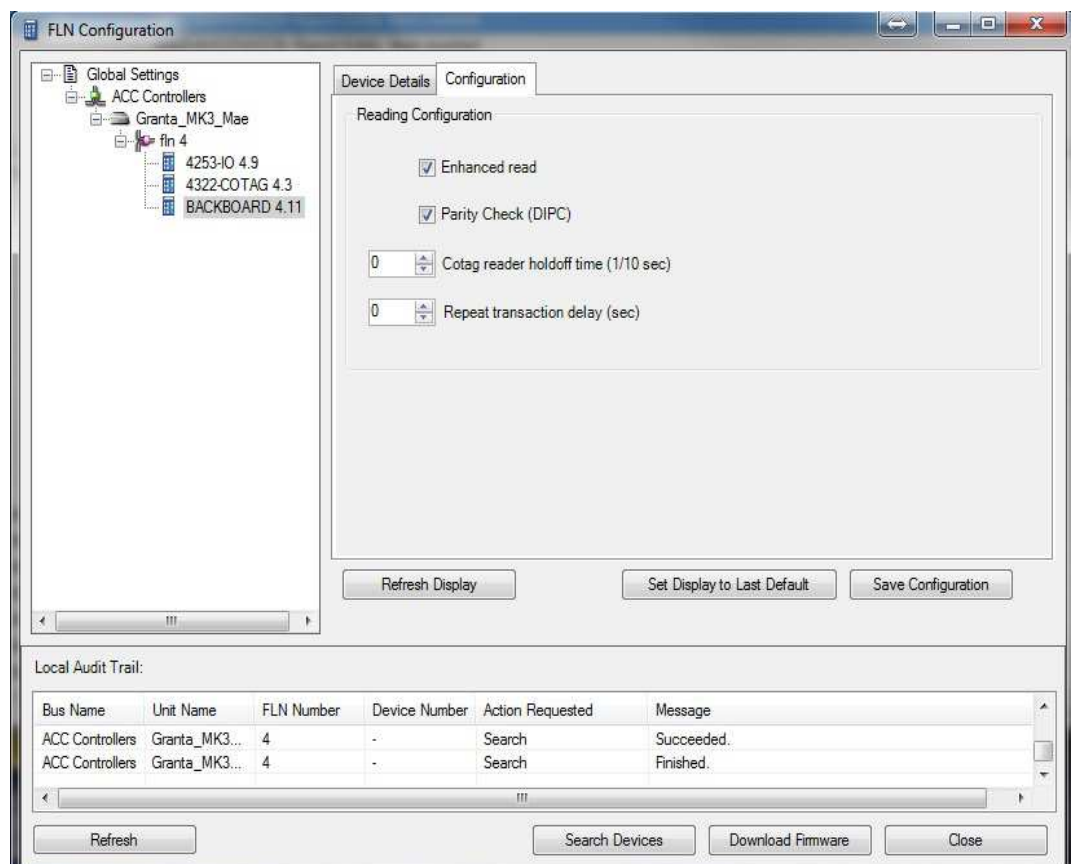 FLN Configuration
Global Settings
ACC Controllers
Granta_MK3_Mae
fln 4
4253-IO 4.9
4322-COTAG 4.3
BACKBOARD 4.11
Device Details Configuration
Reading Configuration
Enhanced read
Parity Check (DIPC)
0 Cotag reader holdoff time (1/10 sec)
0 Repeat transaction delay (sec)
Refresh Display Set Display to Last Default Save Configuration
Local Audit Trail:
Bus Name Unit Name FLN Number Device Number Action Requested Message
ACC Controllers Granta_MK3... 4 - Search Succeeded.
ACC Controllers Granta_MK3... 4 - Search Finished.
Refresh Search Devices Download Firmware Close